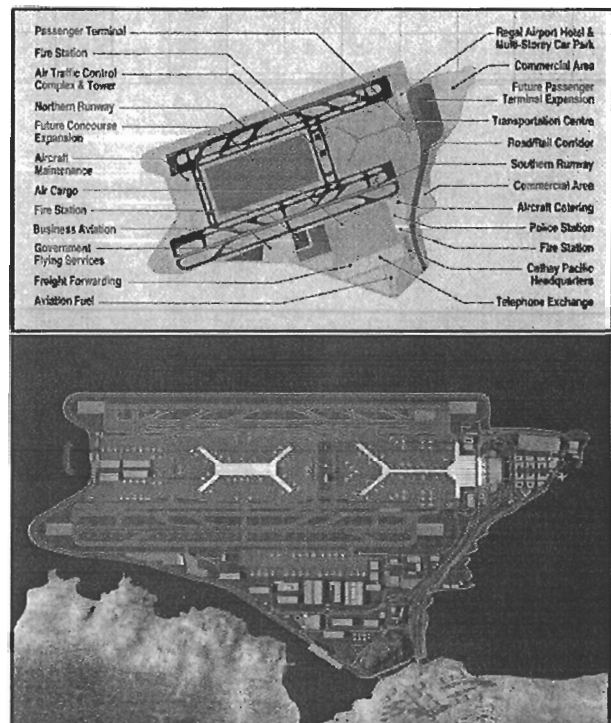 Passenger Terminal
Fire Station
Air Traffic Control
Complex & Tower
Northern Runway
Future Concourse
Expansion
Aircraft
Maintenance
Air Cargo
Fire Station
Business Aviation
Government
Flying Services
Freight Forwarding
Aviation Fuel
Regal Airport Hotel &
Multi-Storey Car Park
Commercial Area
Future Passenger
Terminal Expansion
Transportation Centre
Road/Rail Corridor
Southern Runway
Commercial Area
Aircraft Catering
Police Station
Fire Station
Cathay Pacific
Headquarters
Telephone Exchange